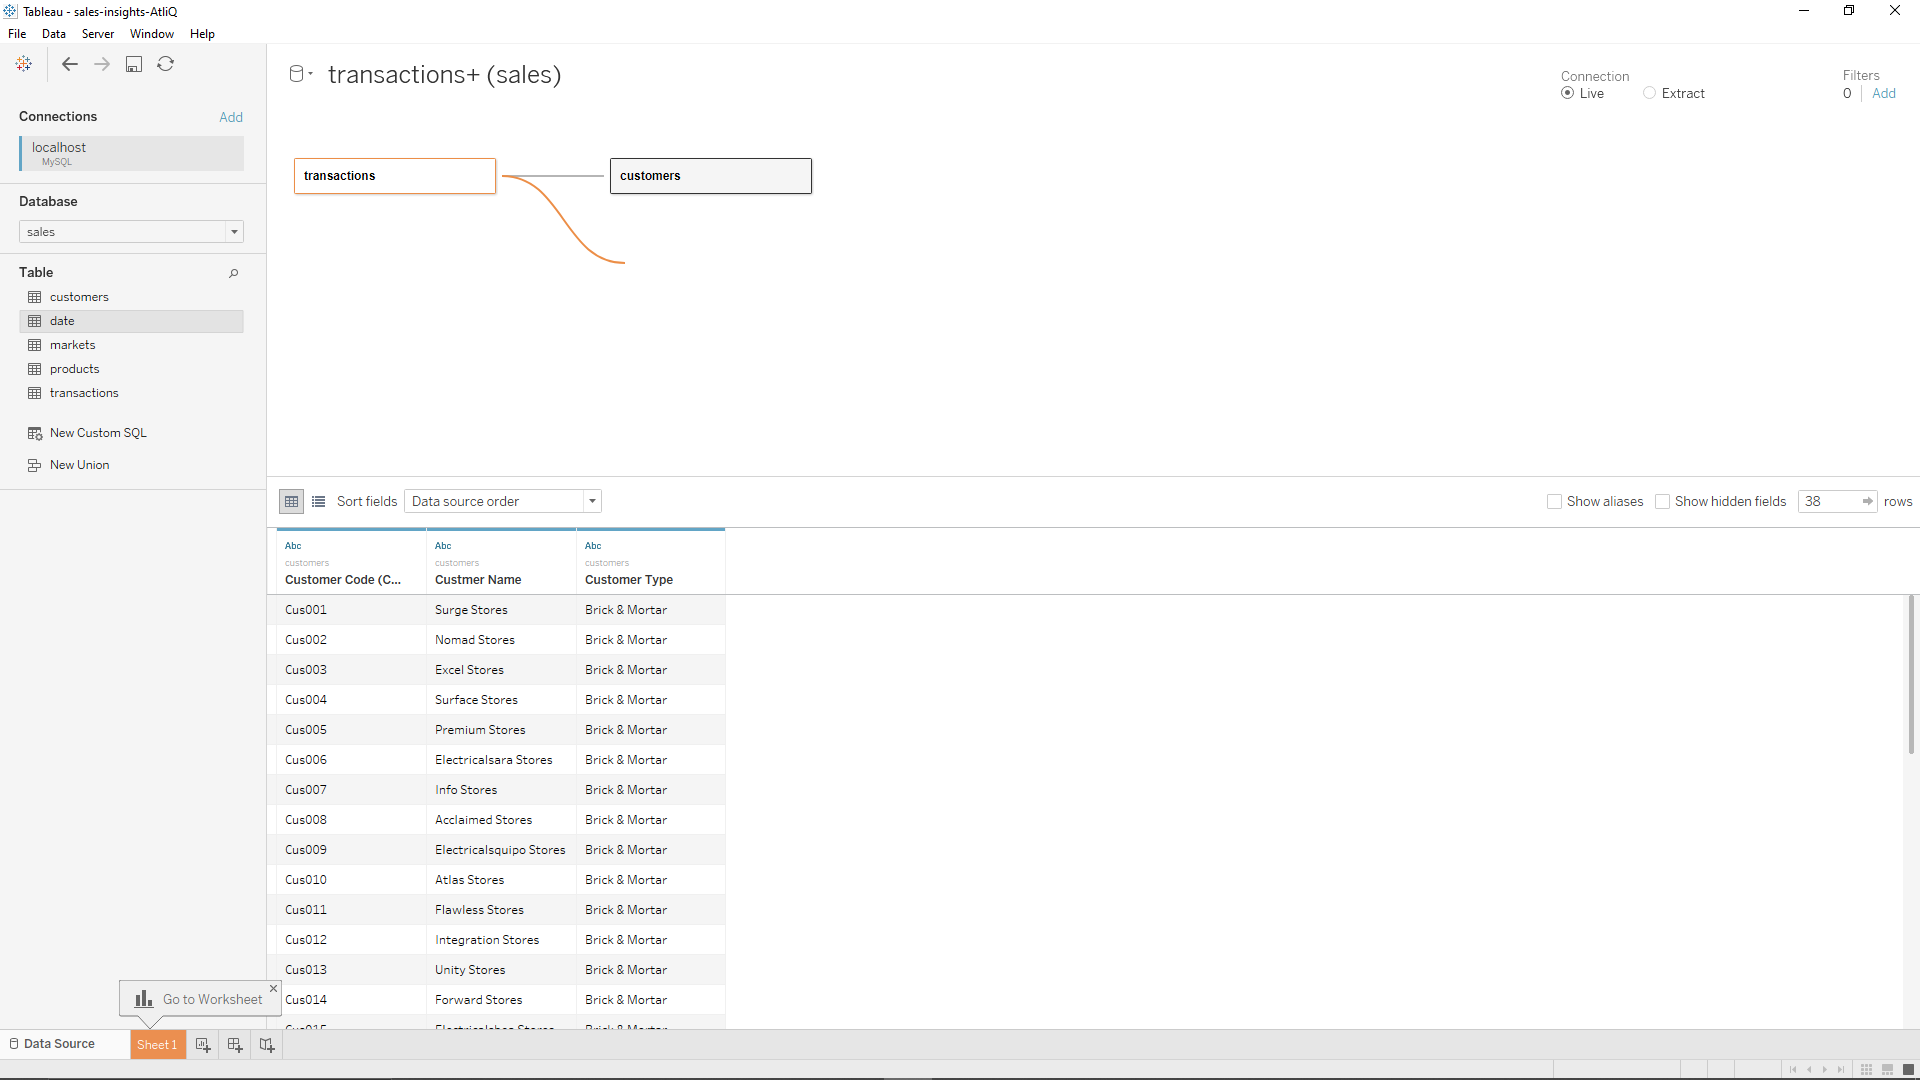 Tableau - sales-insights-AtliQ
File Data Server Window Help
transactions+ (sales)
Connection
Live Extract
Filters
0 Add
Connections Add
localhost
MySQL
Database
sales
Table
customers
date
markets
products
transactions
New Custom SQL
New Union
transactions customers
Sort fields Data source order Show aliases Show hidden fields 38 rows
Abc Abc Abc
customers customers customers
Customer Code (C... Custmer Name Customer Type
Cus001 Surge Stores Brick & Mortar
Cus002 Nomad Stores Brick & Mortar
Cus003 Excel Stores Brick & Mortar
Cus004 Surface Stores Brick & Mortar
Cus005 Premium Stores Brick & Mortar
Cus006 Electricalsara Stores Brick & Mortar
Cus007 Info Stores Brick & Mortar
Cus008 Acclaimed Stores Brick & Mortar
Cus009 Electricalsquipo Stores Brick & Mortar
Cus010 Atlas Stores Brick & Mortar
Cus011 Flawless Stores Brick & Mortar
Cus012 Integration Stores Brick & Mortar
Cus013 Unity Stores Brick & Mortar
Cus014 Forward Stores Brick & Mortar
Go to Worksheet
Data Source Sheet 1